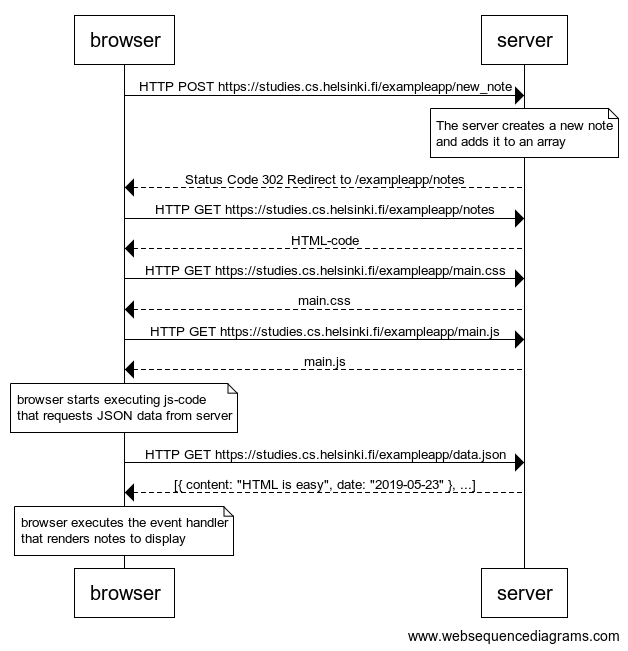 browser
server
HTTP POST https://studies.cs.helsinki.fi/exampleapp/new_note
The server creates a new note
and adds it to an array
Status Code 302 Redirect to /exampleapp/notes
HTTP GET https://studies.cs.helsinki.fi/exampleapp/notes
HTML-code
HTTP GET https://studies.cs.helsinki.fi/exampleapp/main.css
main.css
HTTP GET https://studies.cs.helsinki.fi/exampleapp/main.js
main.js
browser starts executing js-code
that requests JSON data from server
HTTP GET https://studies.cs.helsinki.fi/exampleapp/data.json
[{ content: "HTML is easy", date: "2019-05-23" }, ...]
browser executes the event handler
that renders notes to display
browser
server
www.websequencediagrams.com